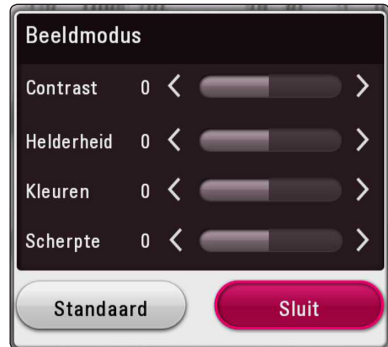 Beeldmodus
Contrast 0
Helderheid 0
Kleuren 0
Scherpte 0
Standaard Sluit